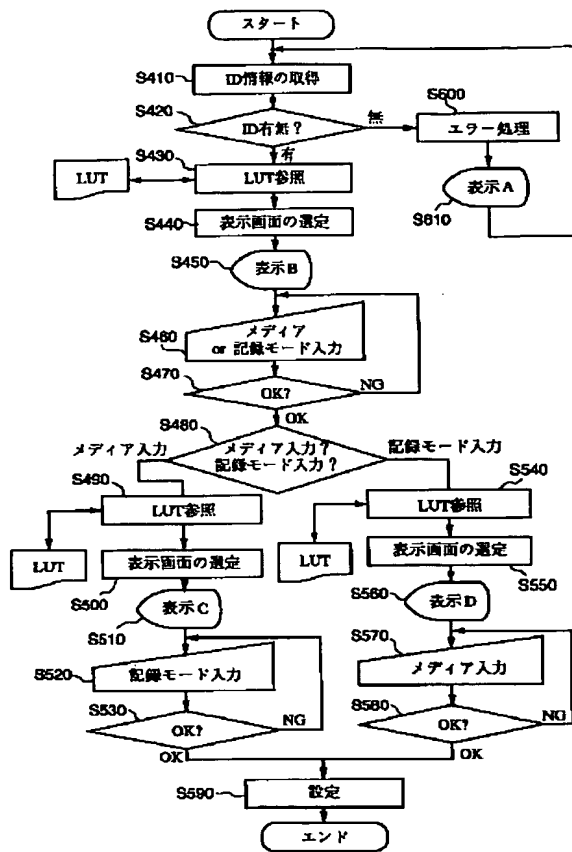 スタート
S410
ID情報の取得
S420
ID有無？
無
S600
エラー処理
有
S430
LUT
LUT参照
表示A
S610
S440
表示画面の選定
S450
表示B
S460
メディア
or 記録モード入力
S470
OK?
NG
OK
S480
メディア入力
メディア入力？
記録モード入力？
記録モード入力
S490
LUT参照
LUT
S500
表示画面の選定
S510
表示C
S520
記録モード入力
S530
OK?
NG
OK
S540
LUT参照
LUT
表示画面の選定
S550
S560
表示D
S570
メディア入力
S580
OK?
NG
OK
S590
設定
エンド